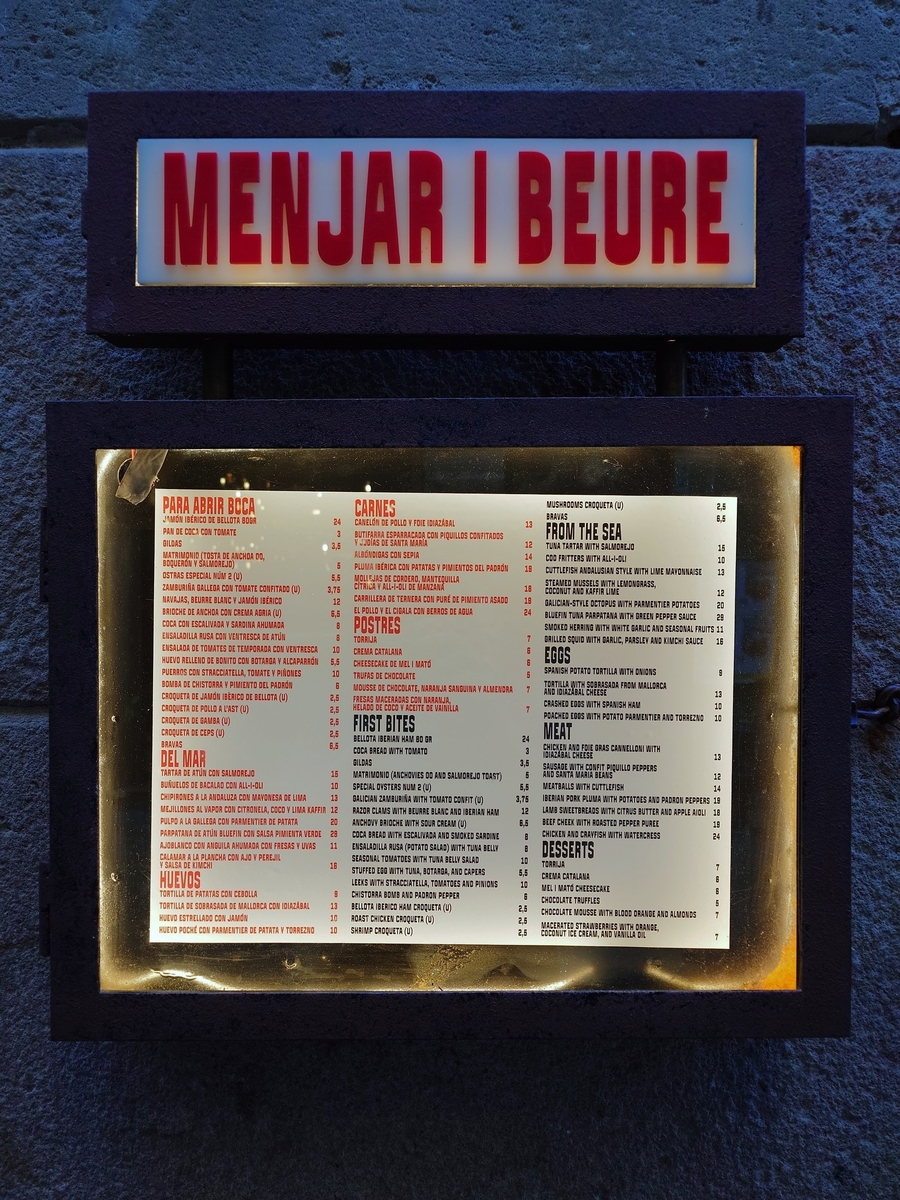 MENJAR I BEURE
PARA ABRIR BOCA
JAMÓN IBÉRICO DE BELLOTA 80GR 24
PAN DE COCA CON TOMATE 3
GILDAS 3,5
MATRIMONIO (TOSTA DE ANCHOA DO,
BOQUERÓN Y SALMOREJO) 5
OSTRAS ESPECIAL NÚM 2 (U) 5,5
ZAMBURIÑA GALLEGA CON TOMATE CONFITADO (U) 3,75
NAVAJAS, BEURRE BLANC Y JAMÓN IBÉRICO 12
BRIOCHE DE ANCHOA CON CREMA AGRIA (U) 6,5
COCA CON ESCALIVADA Y SARDINA AHUMADA 8
ENSALADILLA RUSA CON VENTRESCA DE ATÚN 8
ENSALADA DE TOMATES DE TEMPORADA CON VENTRESCA 10
HUEVO RELLENO DE BONITO CON BOTARGA Y ALCAPARRÓN 5,5
PUERROS CON STRACCIATELLA, TOMATE Y PIÑONES 10
BOMBA DE CHISTORRA Y PIMIENTO DEL PADRÓN 6
CROQUETA DE JAMÓN IBÉRICO DE BELLOTA (U) 2,5
CROQUETA DE POLLO A L'AST (U) 2,5
CROQUETA DE GAMBA (U) 2,5
CROQUETA DE CEPS (U) 2,5
BRAVAS 6,5
DEL MAR
TARTAR DE ATÚN CON SALMOREJO 15
BUÑUELOS DE BACALAO CON ALL-I-OLI 10
CHIPIRONES A LA ANDALUZA CON MAYONESA DE LIMA 13
MEJILLONES AL VAPOR CON CITRONELA, COCO Y LIMA KAFFIR 12
PULPO A LA GALLEGA CON PARMENTIER DE PATATA 20
PARPATANA DE ATÚN BLUEFIN CON SALSA PIMIENTA VERDE 29
AJOBLANCO CON ANGUILA AHUMADA CON FRESAS Y UVAS 11
CALAMAR A LA PLANCHA CON AJO Y PEREJIL
Y SALSA DE KIMCHI 16
HUEVOS
TORTILLA DE PATATAS CON CEBOLLA 9
TORTILLA DE SOBRASADA DE MALLORCA CON IDIAZÁBAL 13
HUEVO ESTRELLADO CON JAMÓN 10
HUEVO POCHÉ CON PARMENTIER DE PATATA Y TORREZNO 10
CARNES
CANELÓN DE POLLO Y FOIE IDIAZÁBAL 13
BUTIFARRA ESPARRACADA CON PIQUILLOS CONFITADOS
Y JUDÍAS DE SANTA MARÍA 12
ALBÓNDIGAS CON SEPIA 14
PLUMA IBÉRICA CON PATATAS Y PIMIENTOS DEL PADRÓN 18
MOLLEJAS DE CORDERO, MANTEQUILLA
CÍTRICA Y ALL-I-OLI DE MANZANA 18
CARRILLERA DE TERNERA CON PURÉ DE PIMIENTO ASADO 19
EL POLLO Y EL CIGALA CON BERROS DE AGUA 24
POSTRES
TORRIJA 7
CREMA CATALANA 6
CHEESECAKE DE MEL I MATÓ 6
TRUFAS DE CHOCOLATE 5
MOUSSE DE CHOCOLATE, NARANJA SANGUINA Y ALMENDRA 7
FRESAS MACERADAS CON NARANJA,
HELADO DE COCO Y ACEITE DE VAINILLA 7
FIRST BITES
BELLOTA IBERIAN HAM 80 GR 24
COCA BREAD WITH TOMATO 3
GILDAS 3,5
MATRIMONIO (ANCHOVIES DO AND SALMOREJO TOAST) 5
SPECIAL OYSTERS NUM 2 (U) 5,5
GALICIAN ZAMBURIÑA WITH TOMATO CONFIT (U) 3,75
RAZOR CLAMS WITH BEURRE BLANC AND IBERIAN HAM 12
ANCHOVY BRIOCHE WITH SOUR CREAM (U) 6,5
COCA BREAD WITH ESCALIVADA AND SMOKED SARDINE 8
ENSALADILLA RUSA (POTATO SALAD) WITH TUNA BELLY 8
SEASONAL TOMATOES WITH TUNA BELLY SALAD 10
STUFFED EGG WITH TUNA, BOTARGA, AND CAPERS 5,5
LEEKS WITH STRACCIATELLA, TOMATOES AND PINIONS 10
CHISTORRA BOMB AND PADRON PEPPER 6
BELLOTA IBERICO HAM CROQUETA (U) 2,5
ROAST CHICKEN CROQUETA (U) 2,5
SHRIMP CROQUETA (U) 2,5
MUSHROOMS CROQUETA (U) 2,5
BRAVAS 6,5
FROM THE SEA
TUNA TARTAR WITH SALMOREJO 15
COD FRITTERS WITH ALL-I-OLI 10
CUTTLEFISH ANDALUSIAN STYLE WITH LIME MAYONNAISE 13
STEAMED MUSSELS WITH LEMONGRASS,
COCONUT AND KAFFIR LIME 12
GALICIAN-STYLE OCTOPUS WITH PARMENTIER POTATOES 20
BLUEFIN TUNA PARPATANA WITH GREEN PEPPER SAUCE 29
SMOKED HERRING WITH WHITE GARLIC AND SEASONAL FRUITS 11
GRILLED SQUID WITH GARLIC, PARSLEY AND KIMCHI SAUCE 16
EGGS
SPANISH POTATO TORTILLA WITH ONIONS 9
TORTILLA WITH SOBRASADA FROM MALLORCA
AND IDIAZÁBAL CHEESE 13
CRASHED EGGS WITH SPANISH HAM 10
POACHED EGGS WITH POTATO PARMENTIER AND TORREZNO 10
MEAT
CHICKEN AND FOIE GRAS CANNELLONI WITH
IDIAZÁBAL CHEESE 13
SAUSAGE WITH CONFIT PIQUILLO PEPPERS
AND SANTA MARIA BEANS 12
MEATBALLS WITH CUTTLEFISH 14
IBERIAN PORK PLUMA WITH POTATOES AND PADRON PEPPERS 18
LAMB SWEETBREADS WITH CITRUS BUTTER AND APPLE AIOLI 18
BEEF CHEEK WITH ROASTED PEPPER PUREE 19
CHICKEN AND CRAYFISH WITH WATERCRESS 24
DESSERTS
TORRIJA 7
CREMA CATALANA 6
MEL I MATÓ CHEESECAKE 6
CHOCOLATE TRUFFLES 5
CHOCOLATE MOUSSE WITH BLOOD ORANGE AND ALMONDS 7
MACERATED STRAWBERRIES WITH ORANGE,
COCONUT ICE CREAM, AND VANILLA OIL 7